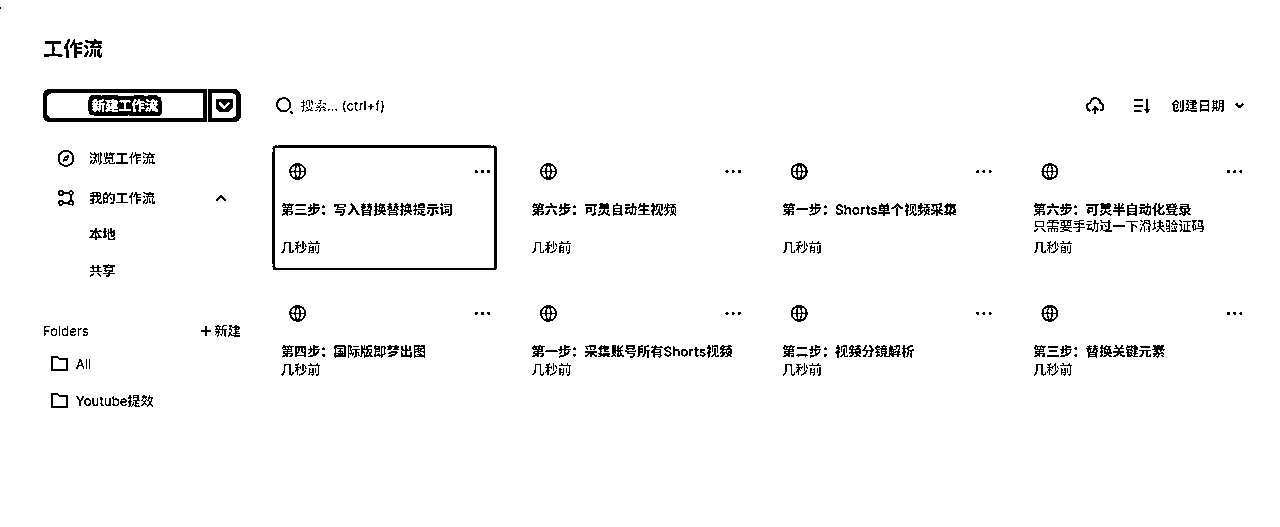 工作流
新建工作流
搜索... (ctrl+f)
创建日期
浏览工作流
我的工作流
本地
共享
Folders
+ 新建
All
Youtube提效
...
第三步：写入替换替换提示词
几秒前
...
第六步：可灵自动生视频
几秒前
...
第一步：Shorts单个视频采集
几秒前
...
第六步：可灵半自动化登录
只需要手动过一下滑块验证码
几秒前
...
第四步：国际版即梦出图
几秒前
...
第一步：采集账号所有Shorts视频
几秒前
...
第二步：视频分镜解析
几秒前
...
第三步：替换关键元素
几秒前